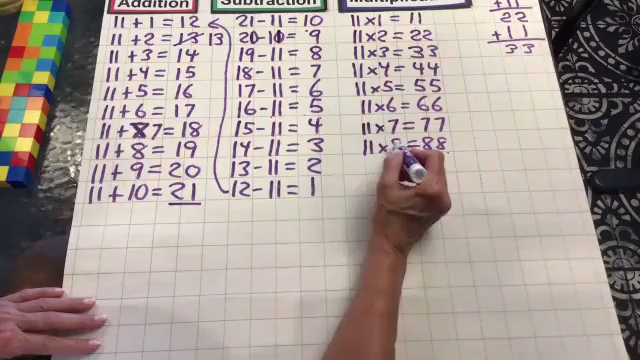 Addition
11 + 1 = 12
11 + 2 = 13 13
11 + 3 = 14
11 + 4 = 15
11 + 5 = 16
11 + 6 = 17
11 + 8 7 = 18
11 + 8 = 19
11 + 9 = 20
11 + 10 = 21
Subtraction
21 - 11 = 10
20 - 11 = 9
19 - 11 = 8
18 - 11 = 7
17 - 11 = 6
16 - 11 = 5
15 - 11 = 4
14 - 11 = 3
13 - 11 = 2
12 - 11 = 1
11 x 1 = 11
11 x 2 = 22
11 x 3 = 33
11 x 4 = 44
11 x 5 = 55
11 x 6 = 66
11 x 7 = 77
11 x 8 = 88
+ 11
22
+ 11
33